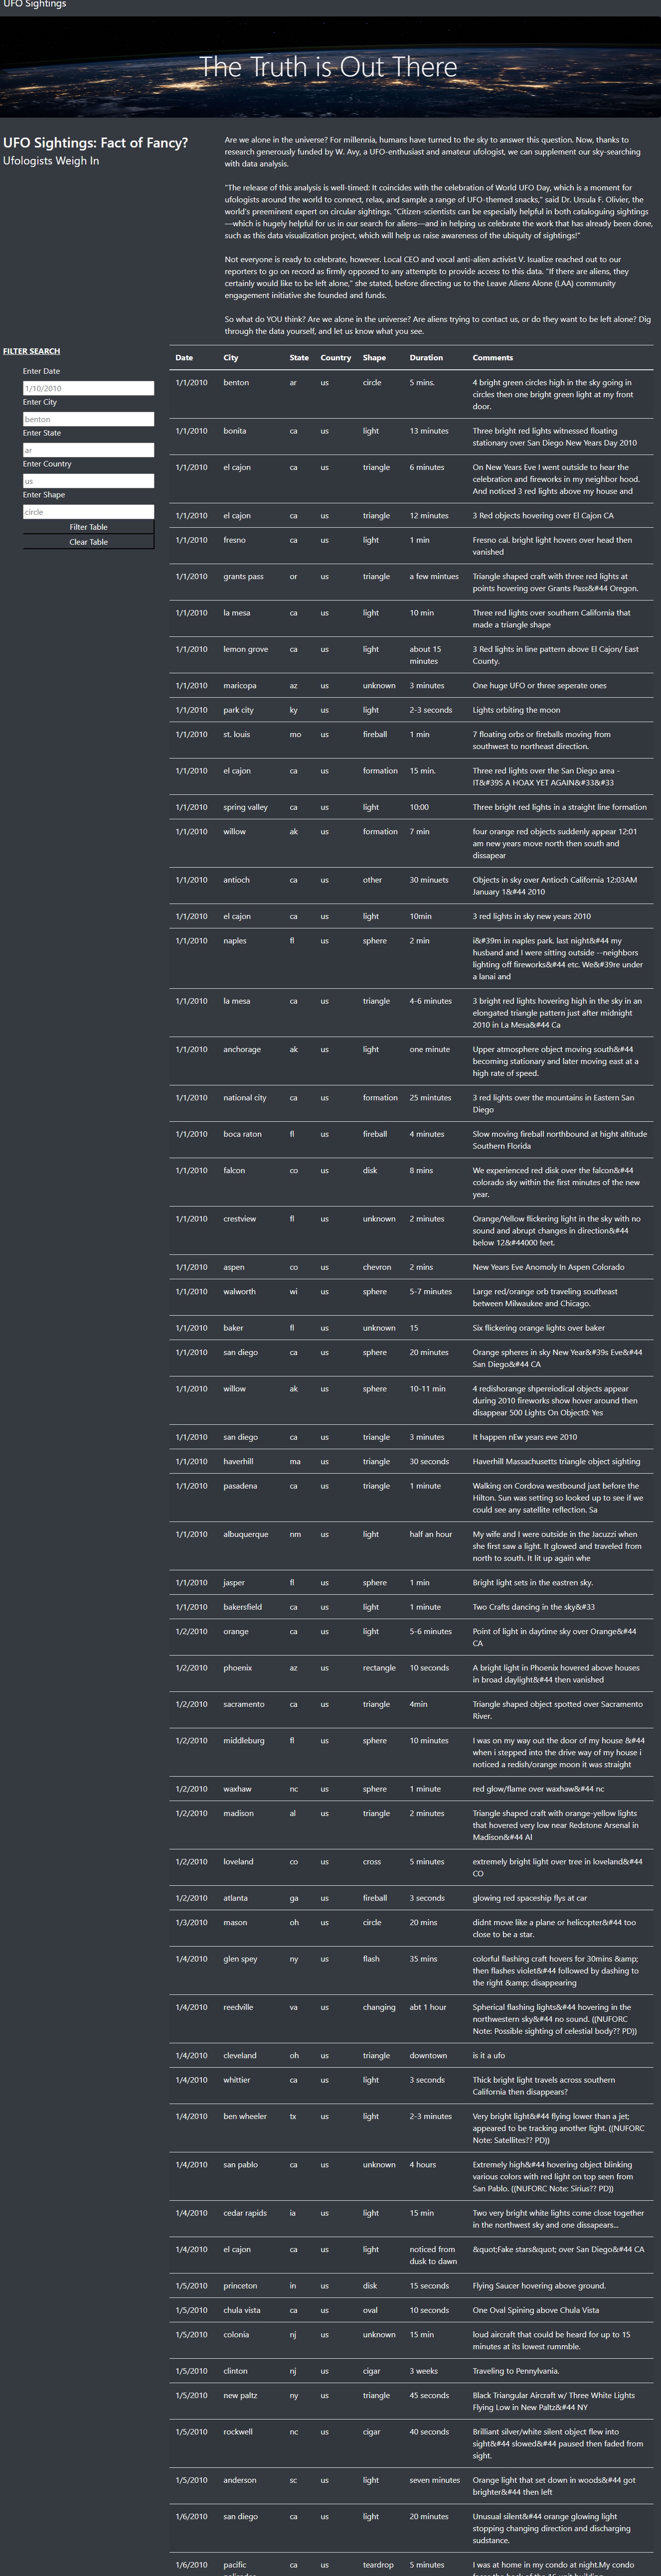 UFO Sightings
The Truth is Out There
UFO Sightings: Fact of Fancy?
Ufologists Weigh In
Are we alone in the universe? For millennia, humans have turned to the sky to answer this question. Now, thanks to
research generously funded by W. Avy, a UFO-enthusiast and amateur ufologist, we can supplement our sky-searching
with data analysis.
"The release of this analysis is well-timed: It coincides with the celebration of World UFO Day, which is a moment for
ufologists around the world to connect, relax, and sample a range of UFO-themed snacks," said Dr. Ursula F. Olivier, the
world's preeminent expert on circular sightings. "Citizen-scientists can be especially helpful in both cataloguing sightings
—which is hugely helpful for us in our search for aliens—and in helping us celebrate the work that has already been done,
such as this data visualization project, which will help us raise awareness of the ubiquity of sightings!"
Not everyone is ready to celebrate, however. Local CEO and vocal anti-alien activist V. Isualize reached out to our
reporters to go on record as firmly opposed to any attempts to provide access to this data. "If there are aliens, they
certainly would like to be left alone," she stated, before directing us to the Leave Aliens Alone (LAA) community
engagement initiative she founded and funds.
So what do YOU think? Are we alone in the universe? Are aliens trying to contact us, or do they want to be left alone? Dig
through the data yourself, and let us know what you see.
FILTER SEARCH
Enter Date
1/10/2010
Enter City
benton
Enter State
ar
Enter Country
us
Enter Shape
circle
Filter Table
Clear Table
Date City State Country Shape Duration Comments
1/1/2010 benton ar us circle 5 mins. 4 bright green circles high in the sky going in
circles then one bright green light at my front
door.
1/1/2010 bonita ca us light 13 minutes Three bright red lights witnessed floating
stationary over San Diego New Years Day 2010
1/1/2010 el cajon ca us triangle 6 minutes On New Years Eve I went outside to hear the
celebration and fireworks in my neighbor hood.
And noticed 3 red lights above my house and
1/1/2010 el cajon ca us triangle 12 minutes 3 Red objects hovering over El Cajon CA
1/1/2010 fresno ca us light 1 min Fresno cal. bright light hovers over head then
vanished
1/1/2010 grants pass or us triangle a few mintues Triangle shaped craft with three red lights at
points hovering over Grants Pass&#44 Oregon.
1/1/2010 la mesa ca us light 10 min Three red lights over southern California that
made a triangle shape
1/1/2010 lemon grove ca us light about 15 3 Red lights in line pattern above El Cajon/ East
minutes County.
1/1/2010 maricopa az us unknown 3 minutes One huge UFO or three seperate ones
1/1/2010 park city ky us light 2-3 seconds Lights orbiting the moon
1/1/2010 st. louis mo us fireball 1 min 7 floating orbs or fireballs moving from
southwest to northeast direction.
1/1/2010 el cajon ca us formation 15 min. Three red lights over the San Diego area -
IT&#39S A HOAX YET AGAIN&#33&#33
1/1/2010 spring valley ca us light 10:00 Three bright red lights in a straight line formation
1/1/2010 willow ak us formation 7 min four orange red objects suddenly appear 12:01
am new years move north then south and
dissapear
1/1/2010 antioch ca us other 30 minuets Objects in sky over Antioch California 12:03AM
January 1&#44 2010
1/1/2010 el cajon ca us light 10min 3 red lights in sky new years 2010
1/1/2010 naples fl us sphere 2 min i&#39m in naples park. last night&#44 my
husband and I were sitting outside --neighbors
lighting off fireworks&#44 etc. We&#39re under
a lanai and
1/1/2010 la mesa ca us triangle 4-6 minutes 3 bright red lights hovering high in the sky in an
elongated triangle pattern just after midnight
2010 in La Mesa&#44 Ca
1/1/2010 anchorage ak us light one minute Upper atmosphere object moving south&#44
becoming stationary and later moving east at a
high rate of speed.
1/1/2010 national city ca us formation 25 mintutes 3 red lights over the mountains in Eastern San
Diego
1/1/2010 boca raton fl us fireball 4 minutes Slow moving fireball northbound at hight altitude
Southern Florida
1/1/2010 falcon co us disk 8 mins We experienced red disk over the falcon&#44
colorado sky within the first minutes of the new
year.
1/1/2010 crestview fl us unknown 2 minutes Orange/Yellow flickering light in the sky with no
sound and abrupt changes in direction&#44
below 12&#44000 feet.
1/1/2010 aspen co us chevron 2 mins New Years Eve Anomoly In Aspen Colorado
1/1/2010 walworth wi us sphere 5-7 minutes Large red/orange orb traveling southeast
between Milwaukee and Chicago.
1/1/2010 baker fl us unknown 15 Six flickering orange lights over baker
1/1/2010 san diego ca us sphere 20 minutes Orange spheres in sky New Year&#39s Eve&#44
San Diego&#44 CA
1/1/2010 willow ak us sphere 10-11 min 4 redishorange shpereiodical objects appear
during 2010 fireworks show hover around then
disappear 500 Lights On Object0: Yes
1/1/2010 san diego ca us triangle 3 minutes It happen nEw years eve 2010
1/1/2010 haverhill ma us triangle 30 seconds Haverhill Massachusetts triangle object sighting
1/1/2010 pasadena ca us triangle 1 minute Walking on Cordova westbound just before the
Hilton. Sun was setting so looked up to see if we
could see any satellite reflection. Sa
1/1/2010 albuquerque nm us light half an hour My wife and I were outside in the Jacuzzi when
she first saw a light. It glowed and traveled from
north to south. It lit up again whe
1/1/2010 jasper fl us sphere 1 min Bright light sets in the eastren sky.
1/1/2010 bakersfield ca us light 1 minute Two Crafts dancing in the sky&#33
1/2/2010 orange ca us light 5-6 minutes Point of light in daytime sky over Orange&#44
CA
1/2/2010 phoenix az us rectangle 10 seconds A bright light in Phoenix hovered above houses
in broad daylight&#44 then vanished
1/2/2010 sacramento ca us triangle 4min Triangle shaped object spotted over Sacramento
River.
1/2/2010 middleburg fl us sphere 10 minutes I was on my way out the door of my house &#44
when i stepped into the drive way of my house i
noticed a redish/orange moon it was straight
1/2/2010 waxhaw nc us sphere 1 minute red glow/flame over waxhaw&#44 nc
1/2/2010 madison al us triangle 2 minutes Triangle shaped craft with orange-yellow lights
that hovered very low near Redstone Arsenal in
Madison&#44 Al
1/2/2010 loveland co us cross 5 minutes extremely bright light over tree in loveland&#44
CO
1/2/2010 atlanta ga us fireball 3 seconds glowing red spaceship flys at car
1/3/2010 mason oh us circle 20 mins didnt move like a plane or helicopter&#44 too
close to be a star.
1/4/2010 glen spey ny us flash 35 mins colorful flashing craft hovers for 30mins &amp;
then flashes violet&#44 followed by dashing to
the right &amp; disappearing
1/4/2010 reedville va us changing abt 1 hour Spherical flashing lights&#44 hovering in the
northwestern sky&#44 no sound. ((NUFORC
Note: Possible sighting of celestial body?? PD))
1/4/2010 cleveland oh us triangle downtown is it a ufo
1/4/2010 whittier ca us light 3 seconds Thick bright light travels across southern
California then disappears?
1/4/2010 ben wheeler tx us light 2-3 minutes Very bright light&#44 flying lower than a jet;
appeared to be tracking another light. ((NUFORC
Note: Satellites?? PD))
1/4/2010 san pablo ca us unknown 4 hours Extremely high&#44 hovering object blinking
various colors with red light on top seen from
San Pablo. ((NUFORC Note: Sirius?? PD))
1/4/2010 cedar rapids ia us light 15 min Two very bright white lights come close together
in the northwest sky and one dissapears...
1/4/2010 el cajon ca us light noticed from &quot;Fake stars&quot; over San Diego&#44 CA
dusk to dawn
1/5/2010 princeton in us disk 15 seconds Flying Saucer hovering above ground.
1/5/2010 chula vista ca us oval 10 seconds One Oval Spining above Chula Vista
1/5/2010 colonia nj us unknown 15 min loud aircraft that could be heard for up to 15
minutes at its lowest rummble.
1/5/2010 clinton nj us cigar 3 weeks Traveling to Pennylvania.
1/5/2010 new paltz ny us triangle 45 seconds Black Triangular Aircraft w/ Three White Lights
Flying Low in New Paltz&#44 NY
1/5/2010 rockwell nc us cigar 40 seconds Brilliant silver/white silent object flew into
sight&#44 slowed&#44 paused then faded from
sight.
1/5/2010 anderson sc us light seven minutes Orange light that set down in woods&#44 got
brighter&#44 then left
1/6/2010 san diego ca us light 20 minutes Unusual silent&#44 orange glowing light
stopping changing direction and discharging
sudstance.
1/6/2010 pacific ca us teardrop 5 minutes I was at home in my condo at night.My condo